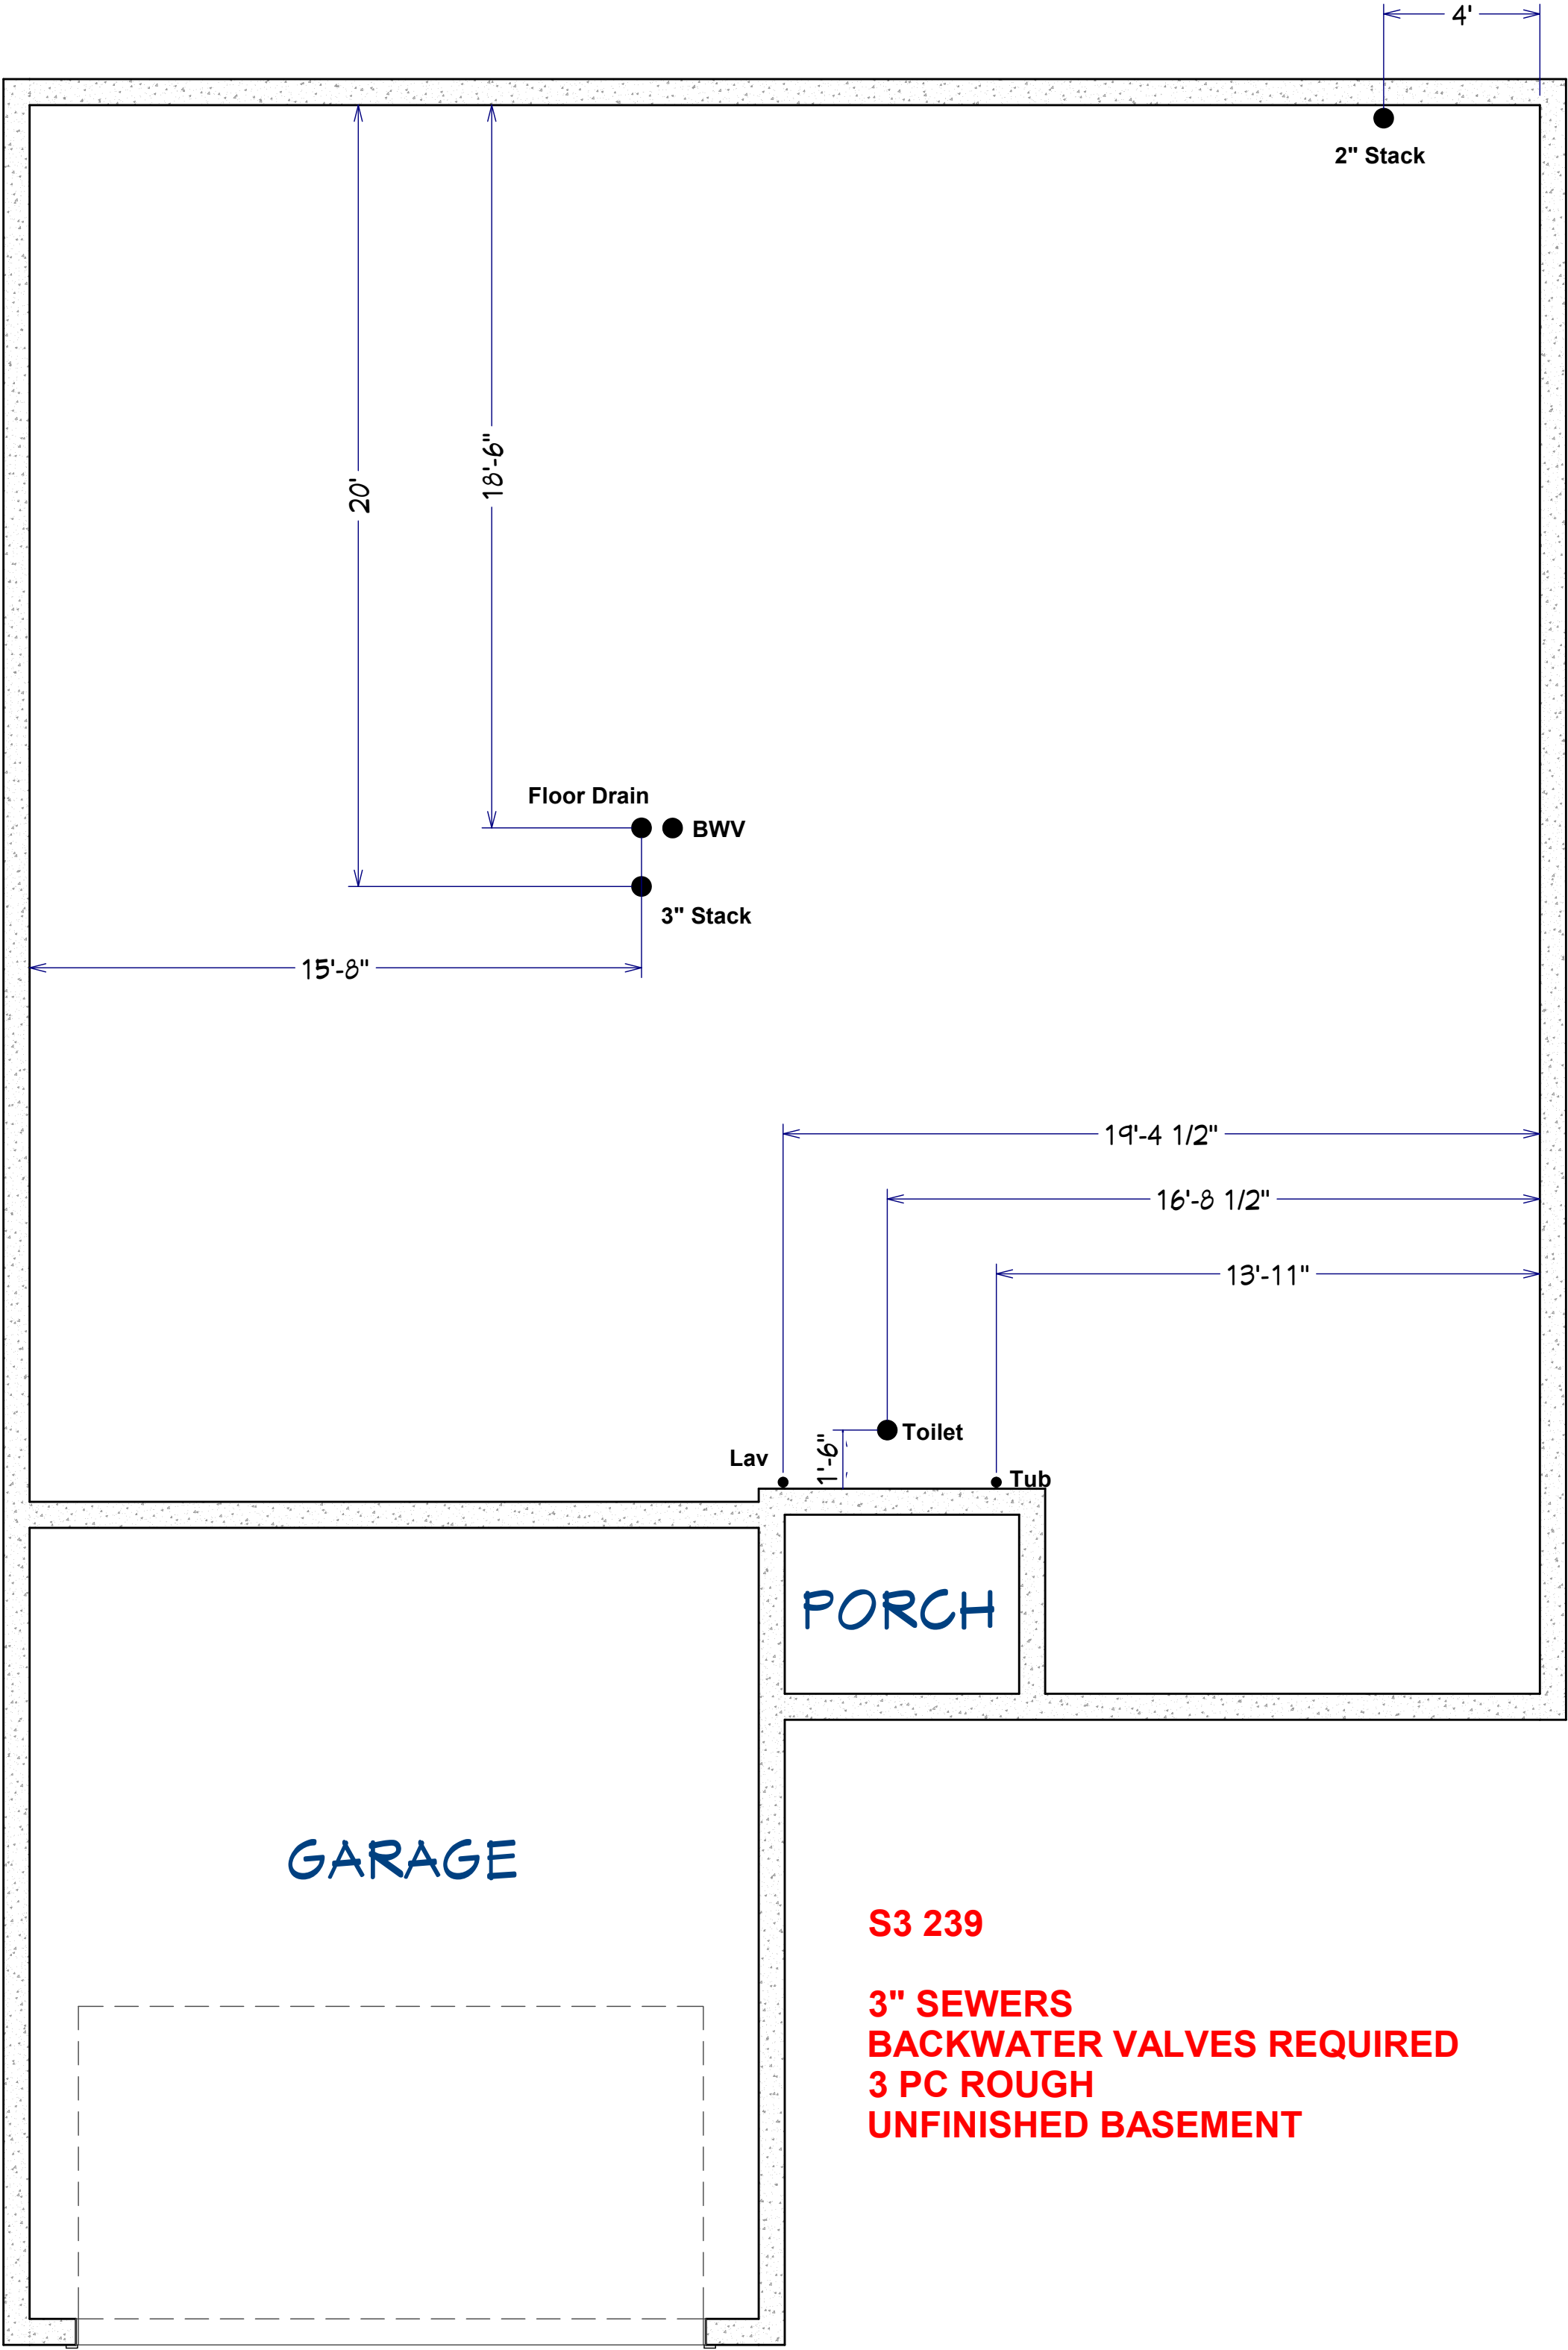 4'
2" Stack
20'
18'-6"
Floor Drain
BWV
3" Stack
15'-8"
19'-4 1/2"
16'-8 1/2"
13'-11"
Toilet
1'-6"
Lav
Tub
PORCH
GARAGE
S3 239
3" SEWERS
BACKWATER VALVES REQUIRED
3 PC ROUGH
UNFINISHED BASEMENT